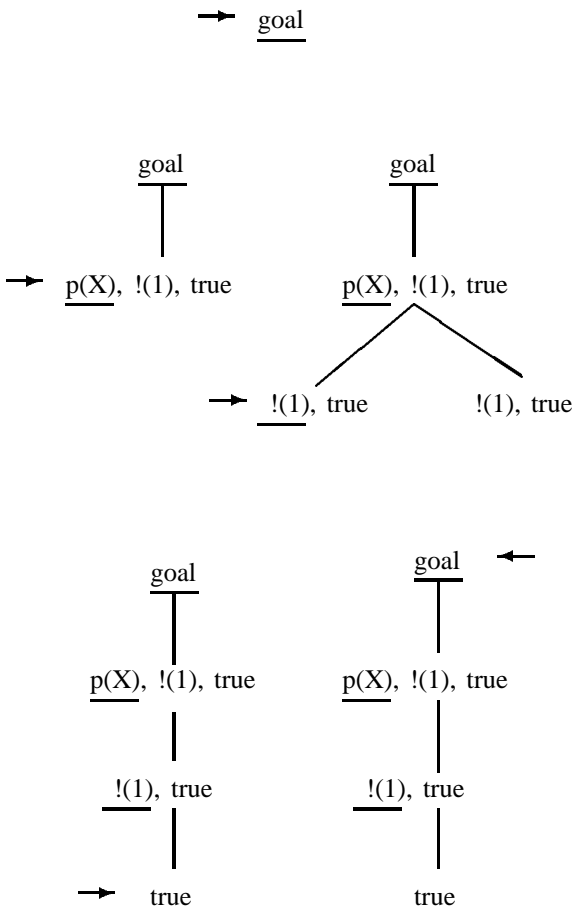 goal
goal goal
p(X), !(1), true p(X), !(1), true
!(1), true !(1), true
goal goal
p(X), !(1), true p(X), !(1), true
!(1), true !(1), true
true true